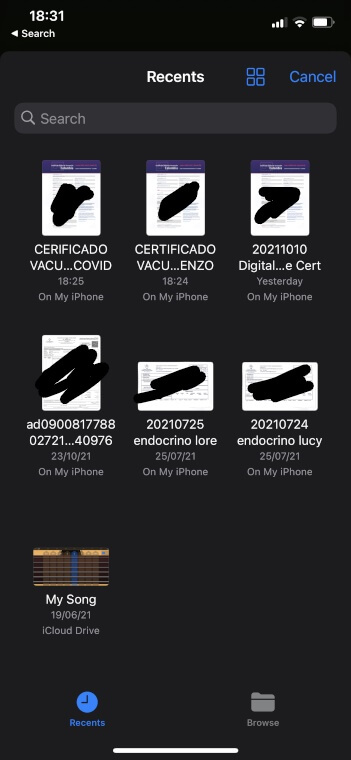 18:31
Search
Recents
Cancel
Search
CERIFICADO
VACU...COVID
18:25
On My iPhone
CERTIFICADO
VACU...ENZO
18:24
On My iPhone
20211010
Digital...e Cert
Yesterday
On My iPhone
ad0900817788
02721...40976
23/10/21
On My iPhone
20210725
endocrino lore
25/07/21
On My iPhone
20210724
endocrino lucy
25/07/21
On My iPhone
My Song
19/06/21
iCloud Drive
Recents
Browse